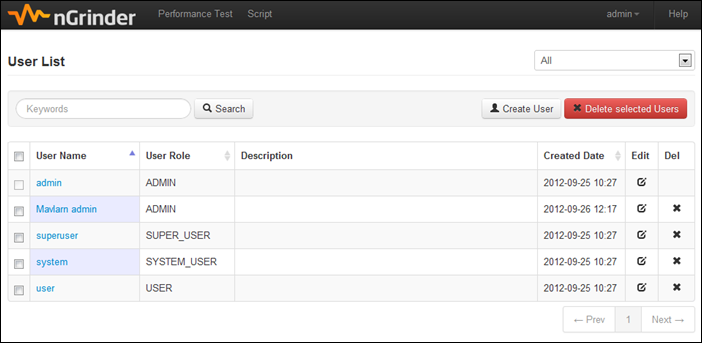 nGrinder Performance Test Script admin Help
User List All
Keywords Search Create User Delete selected Users
User Name User Role Description Created Date Edit Del
admin ADMIN 2012-09-25 10:27
Mavlarn admin ADMIN 2012-09-26 12:17
superuser SUPER_USER 2012-09-25 10:27
system SYSTEM_USER 2012-09-25 10:27
user USER 2012-09-25 10:27
← Prev 1 Next →